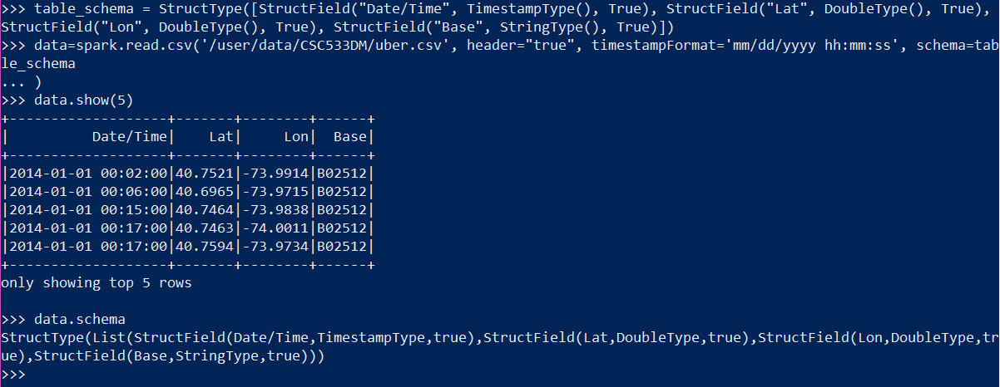 >>> table_schema = StructType([StructField("Date/Time", TimestampType(), True), StructField("Lat", DoubleType(), True),
StructField("Lon", DoubleType(), True), StructField("Base", StringType(), True)])
>>> data=spark.read.csv('/user/data/CSC533DM/uber.csv', header="true", timestampFormat='mm/dd/yyyy hh:mm:ss', schema=tab
le_schema
... )
>>> data.show(5)
+-------------------+-------+--------+------+
|          Date/Time|    Lat|     Lon|  Base|
+-------------------+-------+--------+------+
|2014-01-01 00:02:00|40.7521|-73.9914|B02512|
|2014-01-01 00:06:00|40.6965|-73.9715|B02512|
|2014-01-01 00:15:00|40.7464|-73.9838|B02512|
|2014-01-01 00:17:00|40.7463|-74.0011|B02512|
|2014-01-01 00:17:00|40.7594|-73.9734|B02512|
+-------------------+-------+--------+------+
only showing top 5 rows

>>> data.schema
StructType(List(StructField(Date/Time,TimestampType,true),StructField(Lat,DoubleType,true),StructField(Lon,DoubleType,tr
ue),StructField(Base,StringType,true)))
>>>